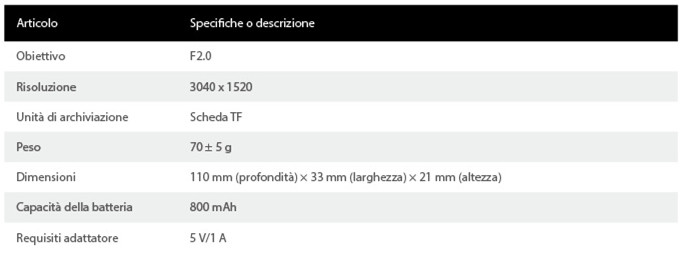 Articolo Specifiche o descrizione
Obiettivo F2.0
Risoluzione 3040 x 1520
Unità di archiviazione Scheda TF
Peso 70 ± 5 g
Dimensioni 110 mm (profondità) × 33 mm (larghezza) × 21 mm (altezza)
Capacità della batteria 800 mAh
Requisiti adattatore 5 V/1 A